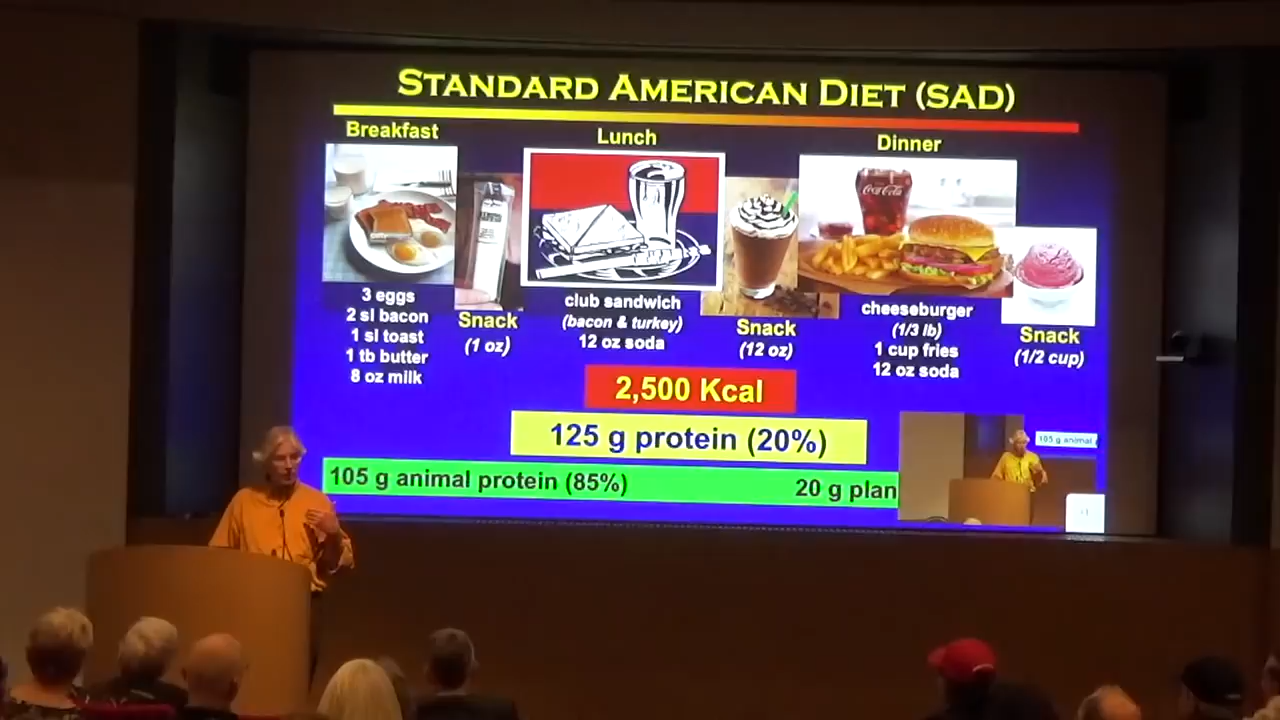 STANDARD AMERICAN DIET (SAD)
Breakfast
Lunch
Dinner
Coca-Cola
3 eggs
2 sl bacon
1 sl toast
1 tb butter
8 oz milk
Snack
(1 oz)
club sandwich
(bacon & turkey)
12 oz soda
Snack
(12 oz)
cheeseburger
(1/3 lb)
1 cup fries
12 oz soda
Snack
(1/2 cup)
2,500 Kcal
125 g protein (20%)
105 g animal protein (85%)
20 g plan
105 g animal